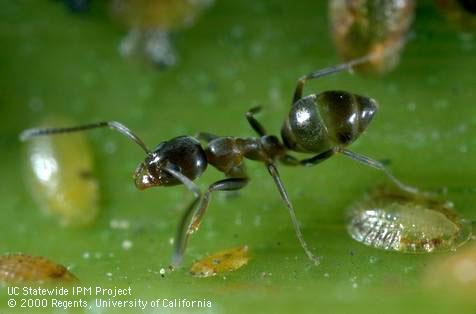 UC Statewide IPM Project
© 2000 Regents, University of California